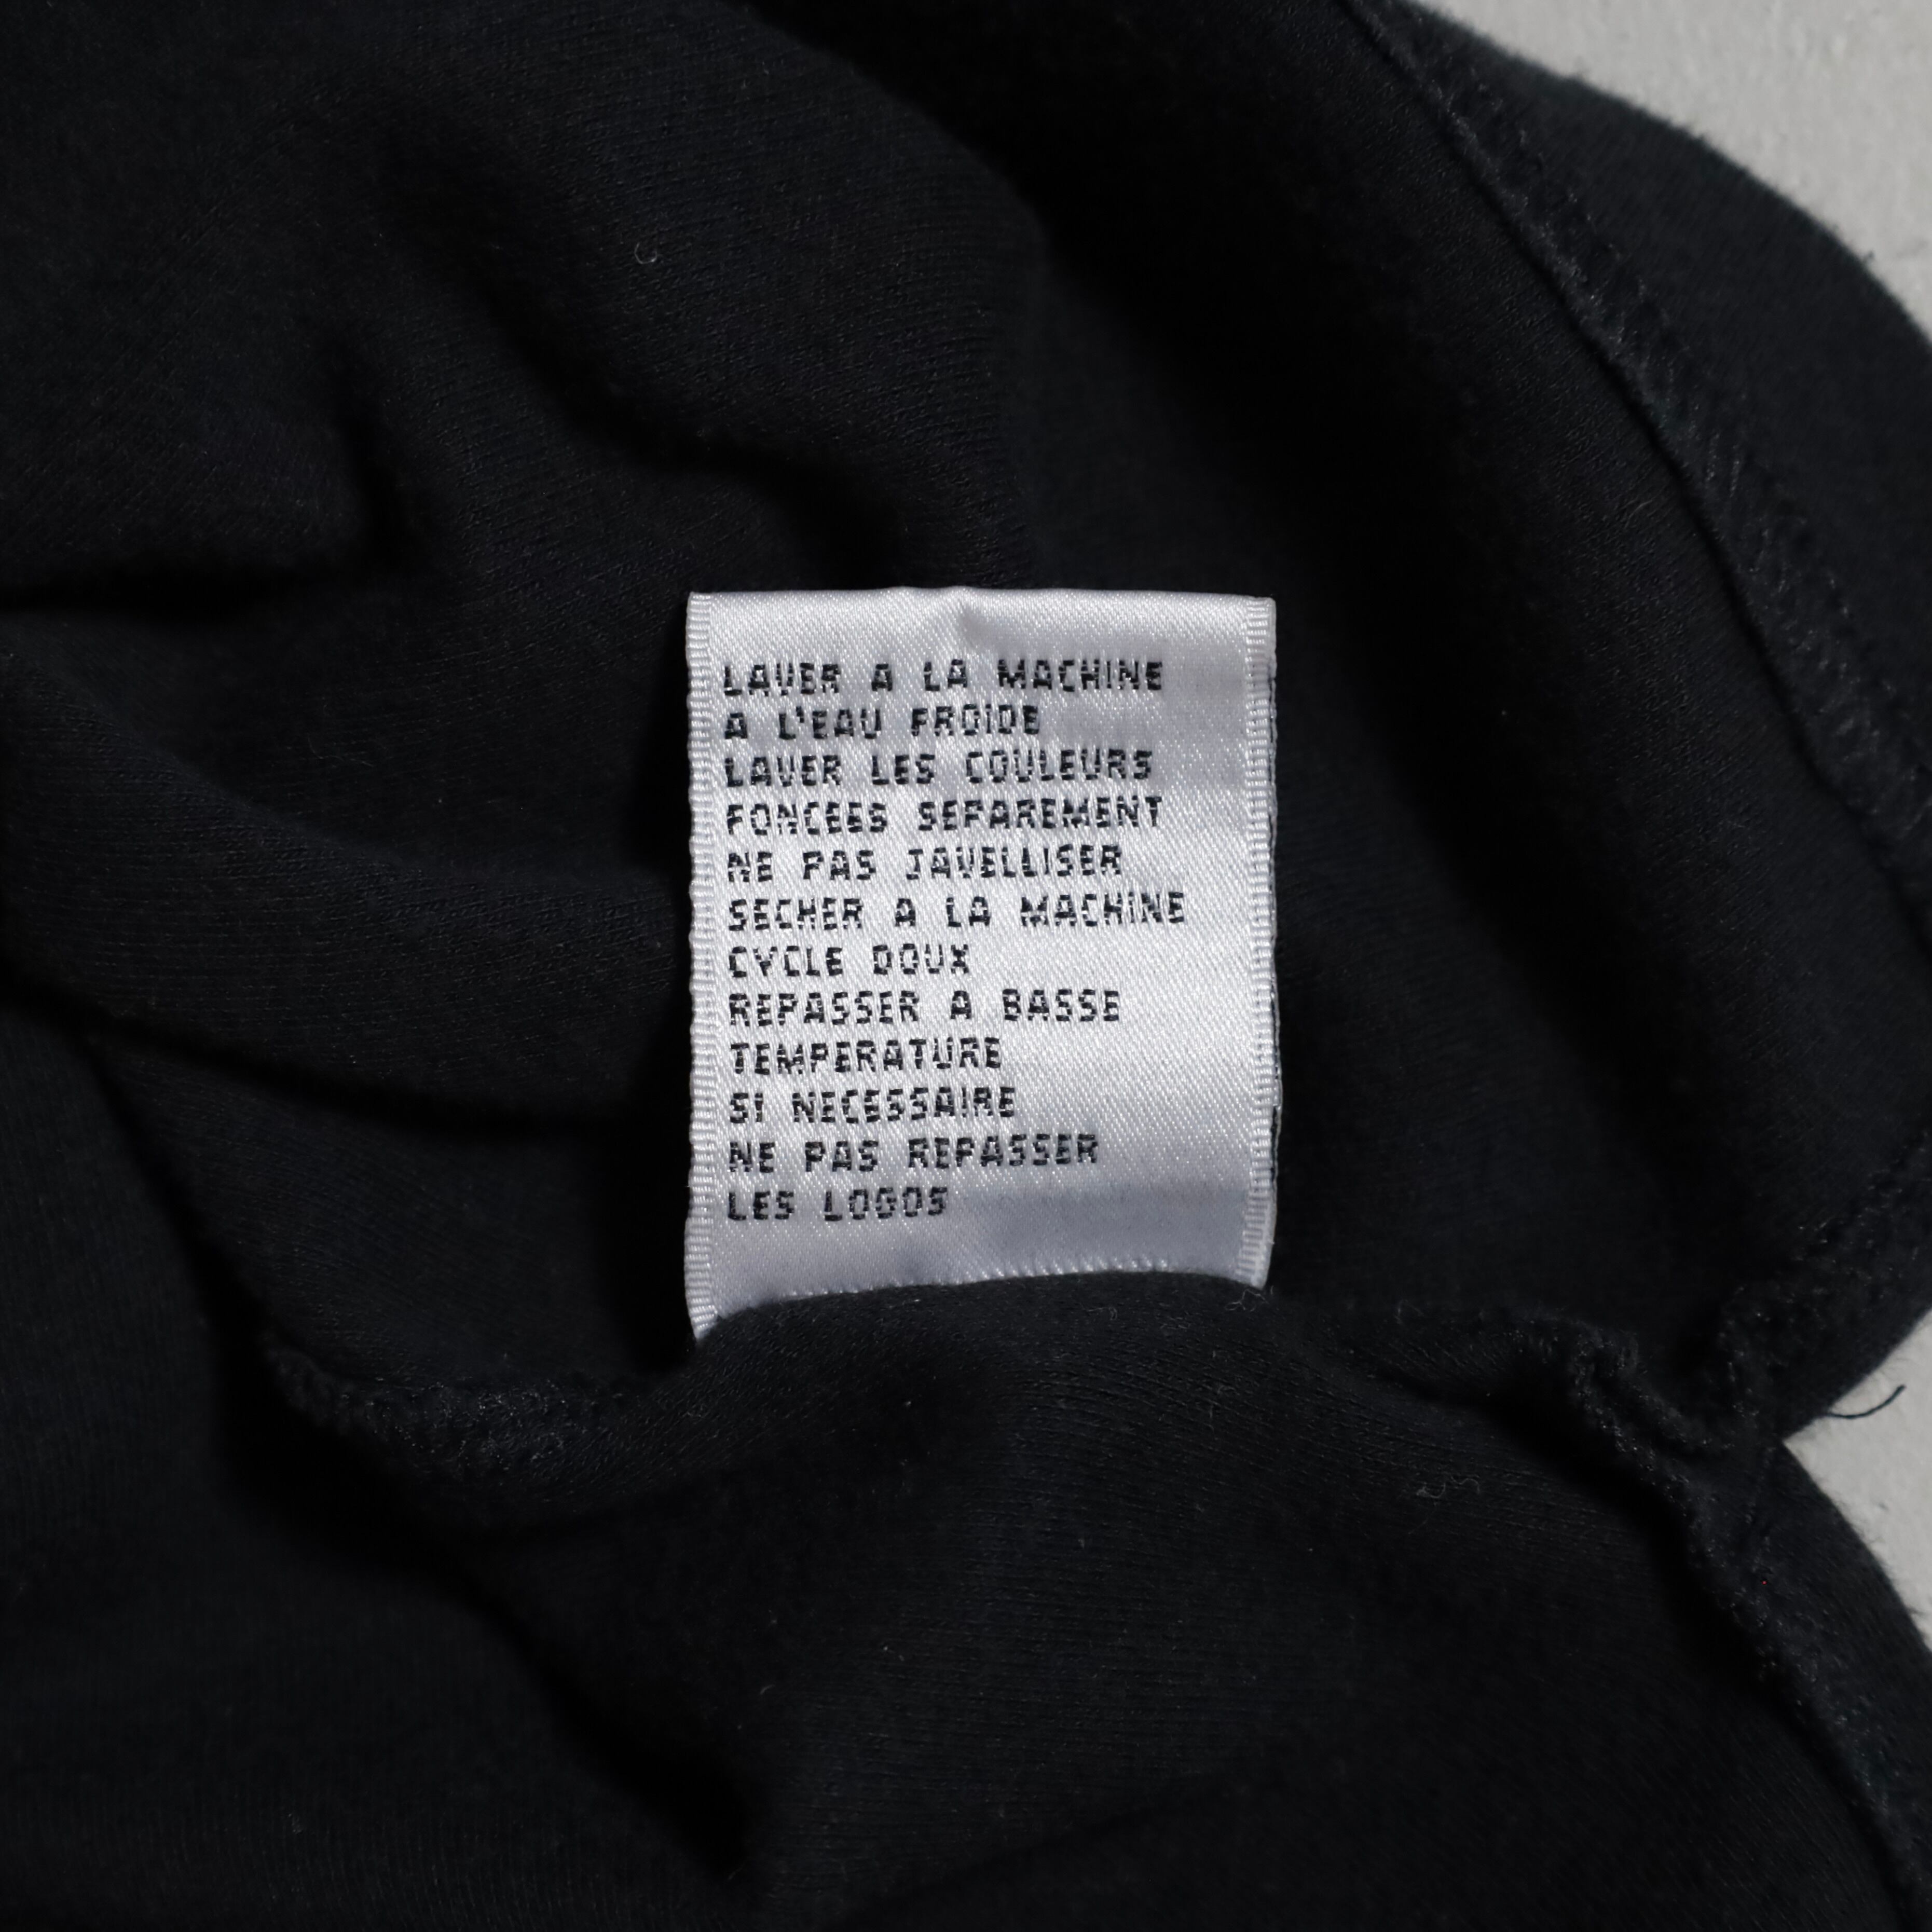 LAVER A LA MACHINE
A L'EAU FROIDE
LAVER LES COULEURS
FONCEES SEPAREMENT
NE PAS JAVELLISER
SECHER A LA MACHINE
CYCLE DOUX
REPASSER A BASSE
TEMPERATURE
SI NECESSAIRE
NE PAS REPASSER
LES LOGOS